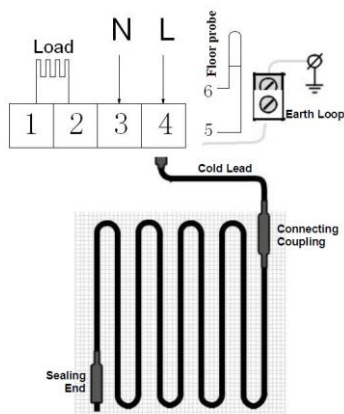 N L
Load
Floor probe
6
5
1 2 3 4
Earth Loop
Cold Lead
Connecting
Coupling
Sealing
End